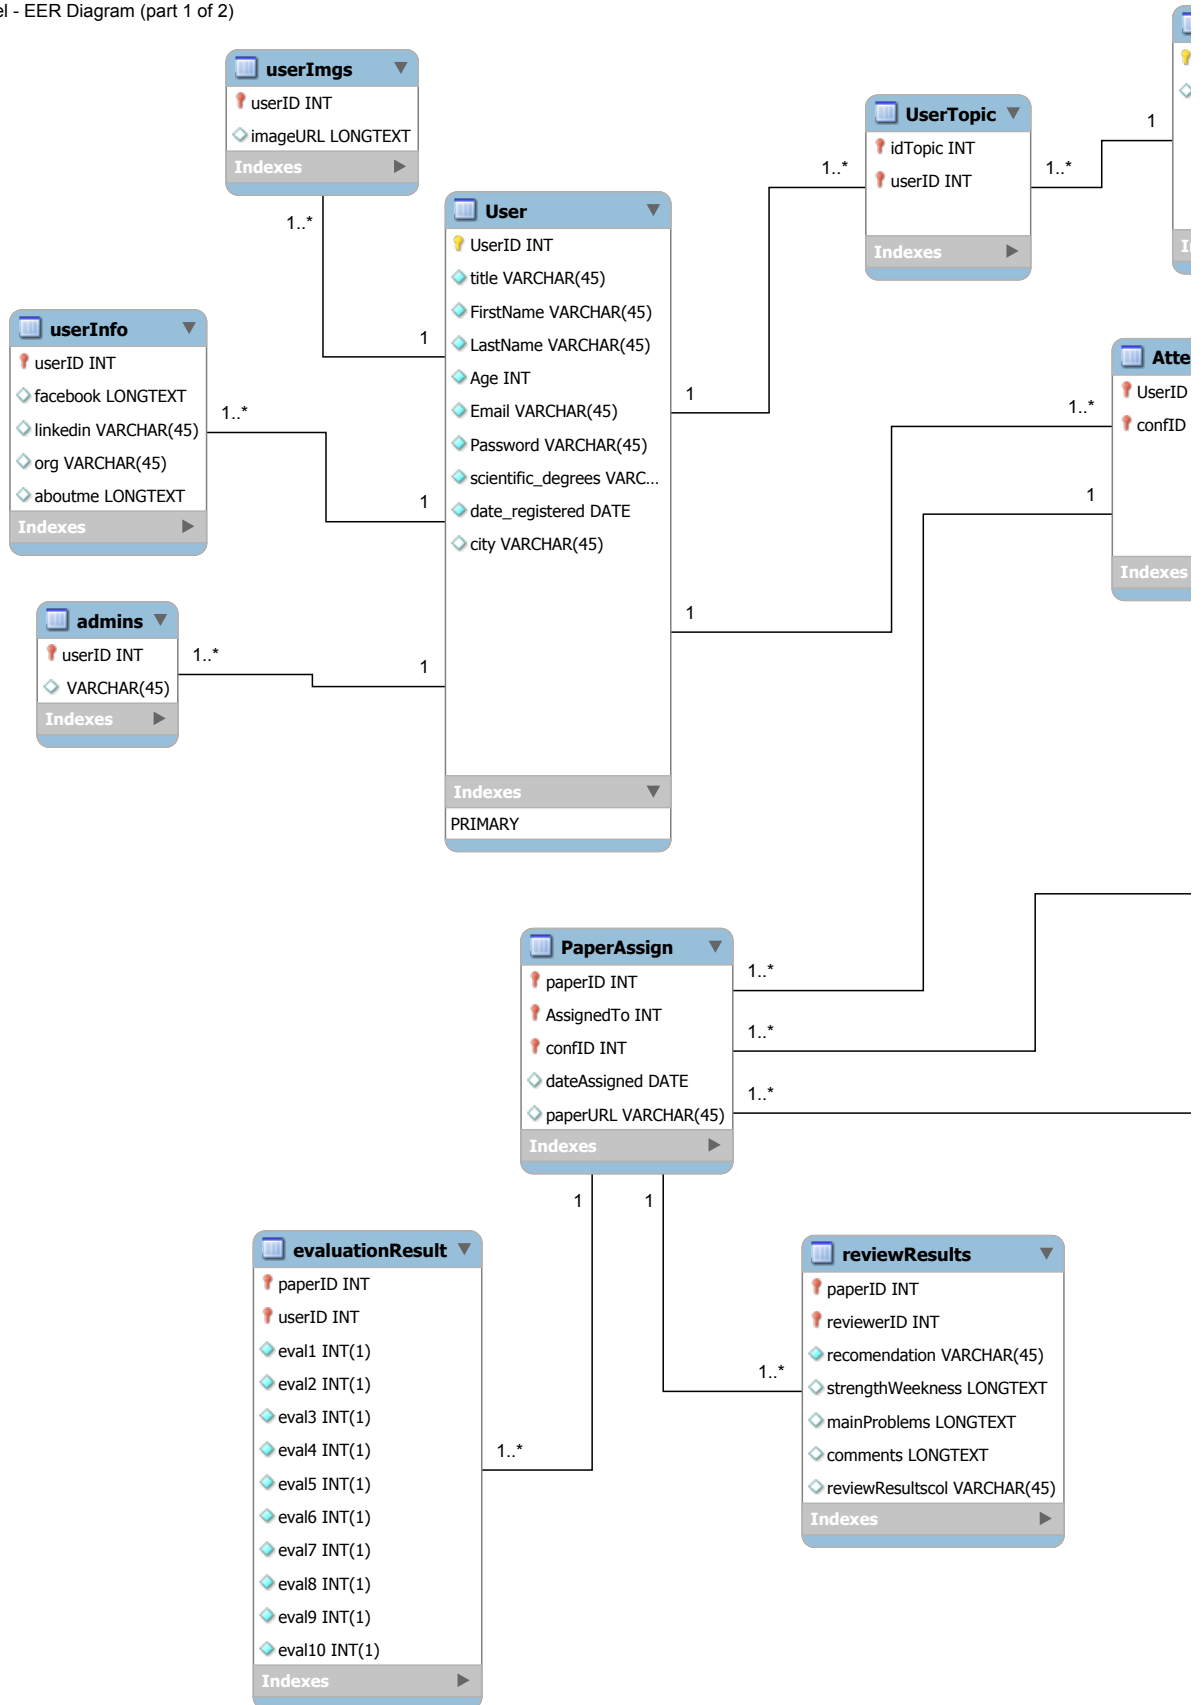 el - EER Diagram (part 1 of 2)
userImgs
userID INT
imageURL LONGTEXT
Indexes
1..*
1
userInfo
userID INT
facebook LONGTEXT
linkedin VARCHAR(45)
org VARCHAR(45)
aboutme LONGTEXT
Indexes
1..*
1
admins
userID INT
VARCHAR(45)
Indexes
1..*
1
User
UserID INT
title VARCHAR(45)
FirstName VARCHAR(45)
LastName VARCHAR(45)
Age INT
Email VARCHAR(45)
Password VARCHAR(45)
scientific_degrees VARC...
date_registered DATE
city VARCHAR(45)
Indexes
PRIMARY
1
1
UserTopic
idTopic INT
userID INT
Indexes
1..*
1..*
1
Atte
UserID
confID
Indexes
1..*
1
PaperAssign
paperID INT
AssignedTo INT
confID INT
dateAssigned DATE
paperURL VARCHAR(45)
Indexes
1..*
1..*
1..*
1
1
evaluationResult
paperID INT
userID INT
eval1 INT(1)
eval2 INT(1)
eval3 INT(1)
eval4 INT(1)
eval5 INT(1)
eval6 INT(1)
eval7 INT(1)
eval8 INT(1)
eval9 INT(1)
eval10 INT(1)
Indexes
1..*
reviewResults
paperID INT
reviewerID INT
recomendation VARCHAR(45)
strengthWeekness LONGTEXT
mainProblems LONGTEXT
comments LONGTEXT
reviewResultscol VARCHAR(45)
Indexes
1..*